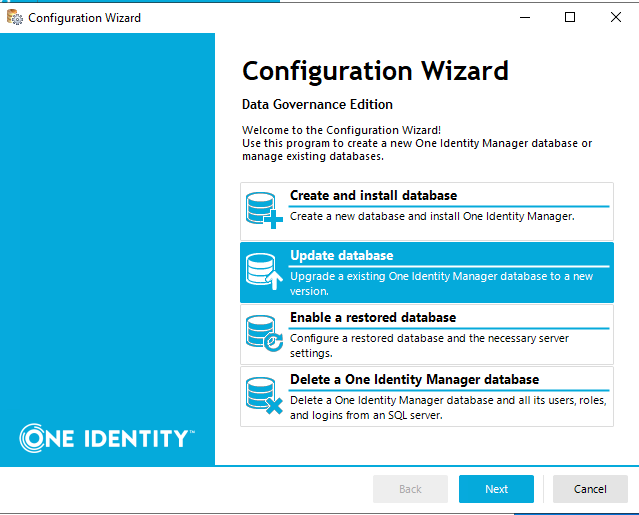 Configuration Wizard
Configuration Wizard
Data Governance Edition
Welcome to the Configuration Wizard!
Use this program to create a new One Identity Manager database or
manage existing databases.
Create and install database
Create a new database and install One Identity Manager.
Update database
Upgrade a existing One Identity Manager database to a new
version.
Enable a restored database
Configure a restored database and the necessary server
settings.
Delete a One Identity Manager database
Delete a One Identity Manager database and all its users, roles,
and logins from an SQL server.
ONE IDENTITY™
Back
Next
Cancel